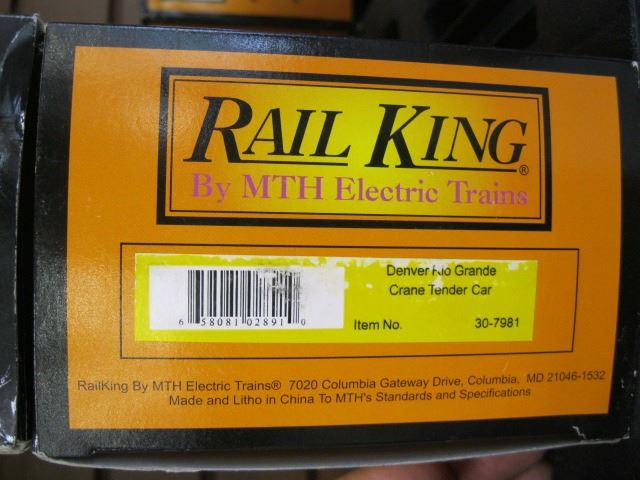 RAIL KING®
By MTH Electric Trains
Denver Rio Grande
Crane Tender Car
6 58081 02891 0
Item No. 30-7981
RailKing By MTH Electric Trains® 7020 Columbia Gateway Drive, Columbia, MD 21046-1532
Made and Litho in China To MTH's Standards and Specifications